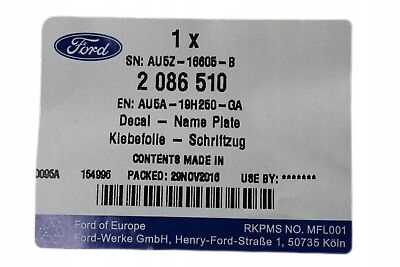 Ford
1 x
SN: AU5Z-16605-B
2 086 510
EN: AU5A-19H250-GA
Decal - Name Plate
Klebefolie - Schriftzug
CONTENTS MADE IN
0095A 154996 PACKED: 29NOV2016 USE BY: *******
Ford of Europe RKPMS NO. MFL001
Ford-Werke GmbH, Henry-Ford-Straße 1, 50735 Köln